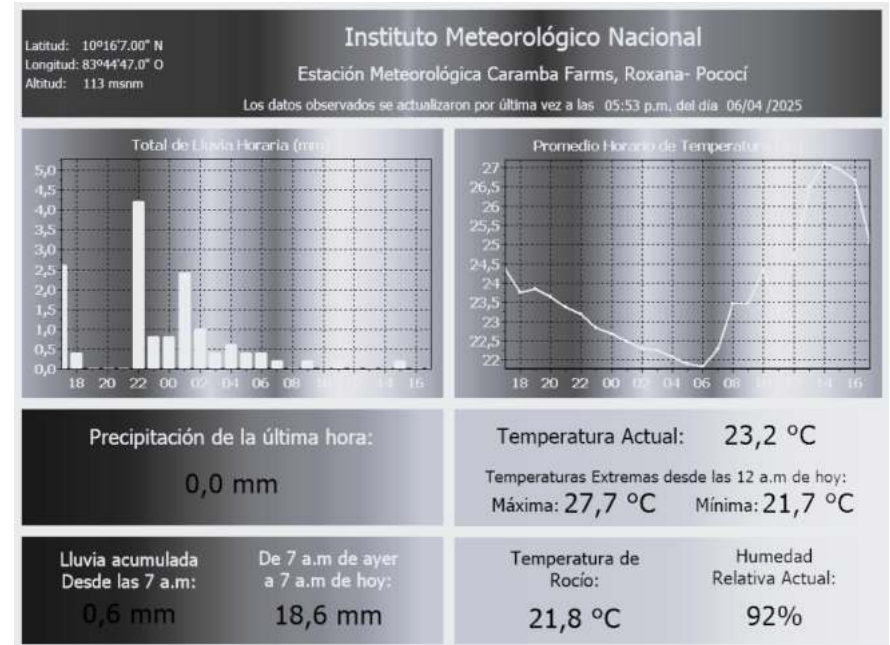 Latitud: 10º16'7.00" N
Longitud: 83º44'47.0" O
Altitud: 113 msnm
Instituto Meteorológico Nacional
Estación Meteorológica Caramba Farms, Roxana- Pococí
Los datos observados se actualizaron por última vez a las 05:53 p.m. del día 06/04 /2025
Total de Lluvia Horaria (mm)
5,0
4,5
4,0
3,5
3,0
2,5
2,0
1,5
1,0
0,5
0,0
18 20 22 00 02 04 06 08 10 12 14 16
Promedio Horario de Temperatura
27
26,5
26
25,5
25
24,5
24
23,5
23
22,5
22
18 20 22 00 02 04 06 08 10 12 14 16
Precipitación de la última hora:
0,0 mm
Temperatura Actual: 23,2 ºC
Temperaturas Extremas desde las 12 a.m de hoy:
Máxima: 27,7 ºC Mínima: 21,7 ºC
Lluvia acumulada
Desde las 7 a.m:
0,6 mm
De 7 a.m de ayer
a 7 a.m de hoy:
18,6 mm
Temperatura de
Rocío:
21,8 ºC
Humedad
Relativa Actual:
92%